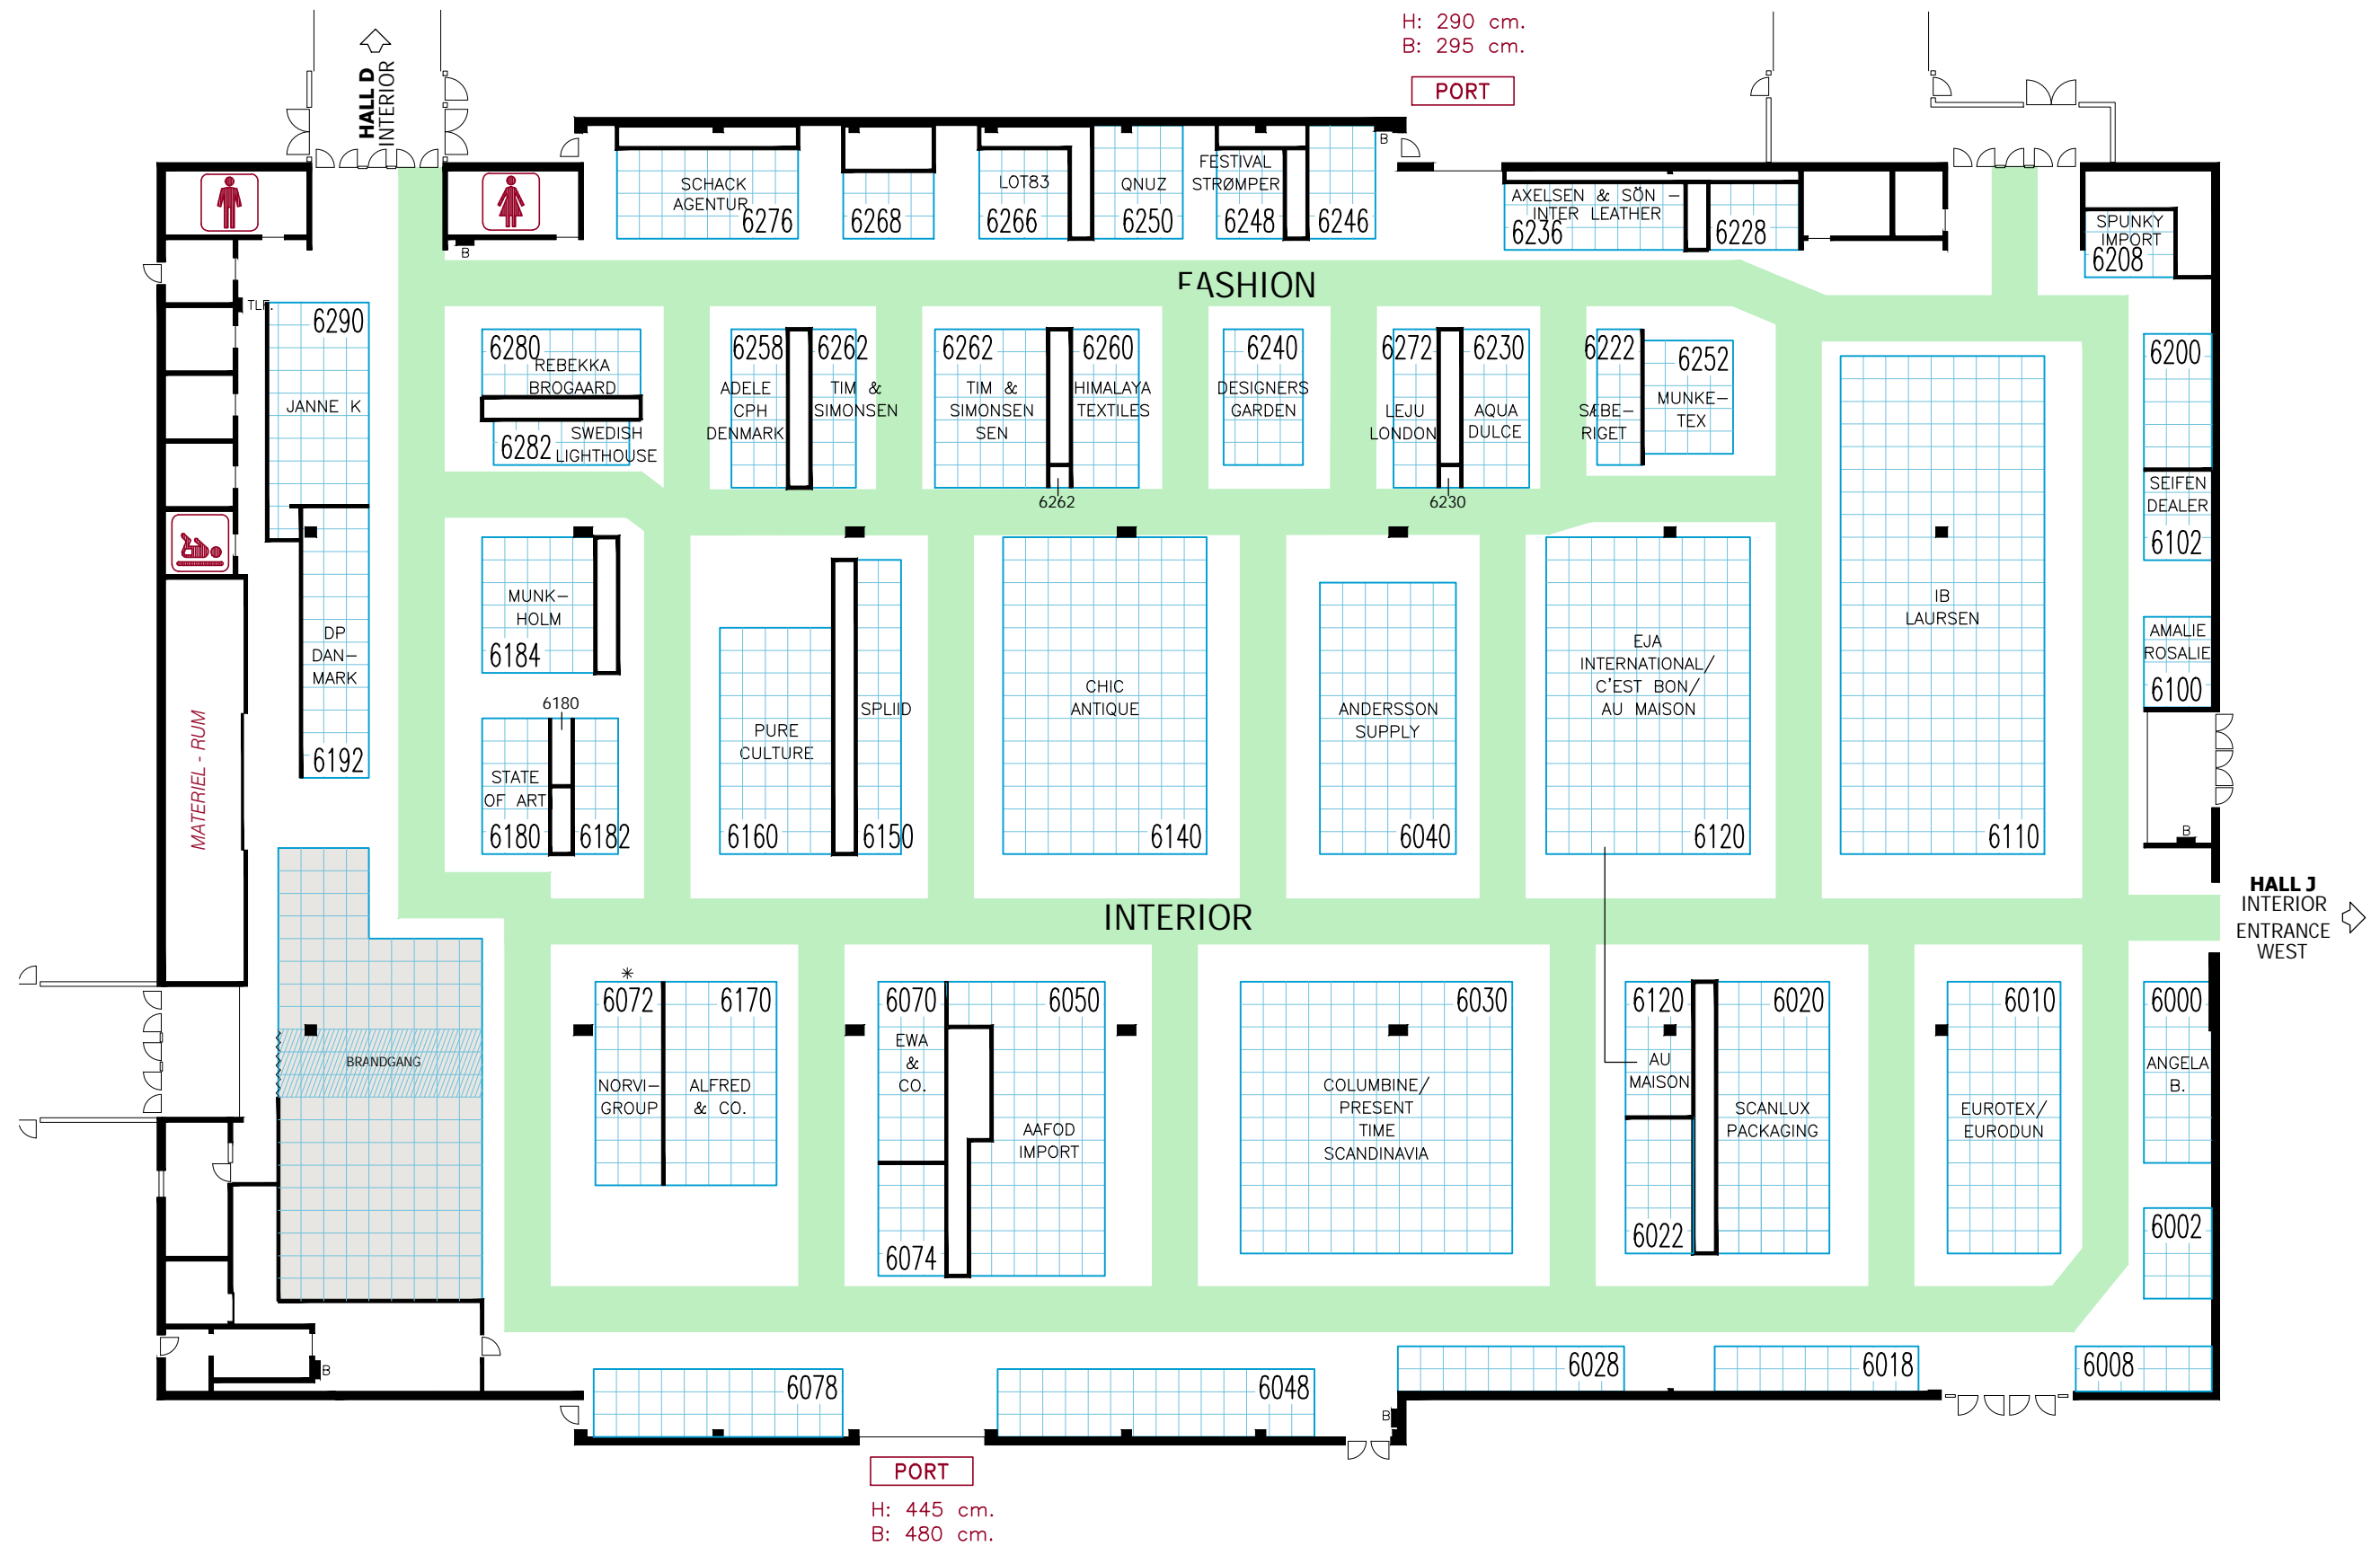 H: 290 cm.
B: 295 cm.
PORT
HALL D
INTERIOR
B
B
SCHACK
AGENTUR
6276
6268
LOT83
6266
QNUZ
6250
FESTIVAL
STRØMPER
6248
6246
AXELSEN & SÖN –
INTER LEATHER
6236
6228
SPUNKY
IMPORT
6208
FASHION
TLF.
6290
JANNE K
6280
REBEKKA
BROGAARD
SWEDISH
6282 LIGHTHOUSE
6258
ADELE
CPH
DENMARK
6262
TIM &
SIMONSEN
6262
TIM &
SIMONSEN
SEN
6260
HIMALAYA
TEXTILES
6262
6240
DESIGNERS
GARDEN
6272
LEJU
LONDON
6230
AQUA
DULCE
6230
6222
SÆBE–
RIGET
6252
MUNKE–
TEX
6200
SEIFEN
DEALER
6102
AMALIE
ROSALIE
6100
B
MATERIEL - RUM
DP
DAN–
MARK
6192
MUNK–
HOLM
6184
6180
STATE
OF ART
6180
6182
PURE
CULTURE
6160
SPLIID
6150
CHIC
ANTIQUE
6140
ANDERSSON
SUPPLY
6040
EJA
INTERNATIONAL/
C'EST BON/
AU MAISON
6120
IB
LAURSEN
6110
HALL J
INTERIOR
ENTRANCE
WEST
INTERIOR
BRANDGANG
*
6072
NORVI–
GROUP
6170
ALFRED
& CO.
6070
EWA
&
CO.
6074
6050
AAFOD
IMPORT
6030
COLUMBINE/
PRESENT
TIME
SCANDINAVIA
6120
AU
MAISON
6022
6020
SCANLUX
PACKAGING
6010
EUROTEX/
EURODUN
6000
ANGELA
B.
6002
B
6078
6048
B
6028
6018
6008
PORT
H: 445 cm.
B: 480 cm.